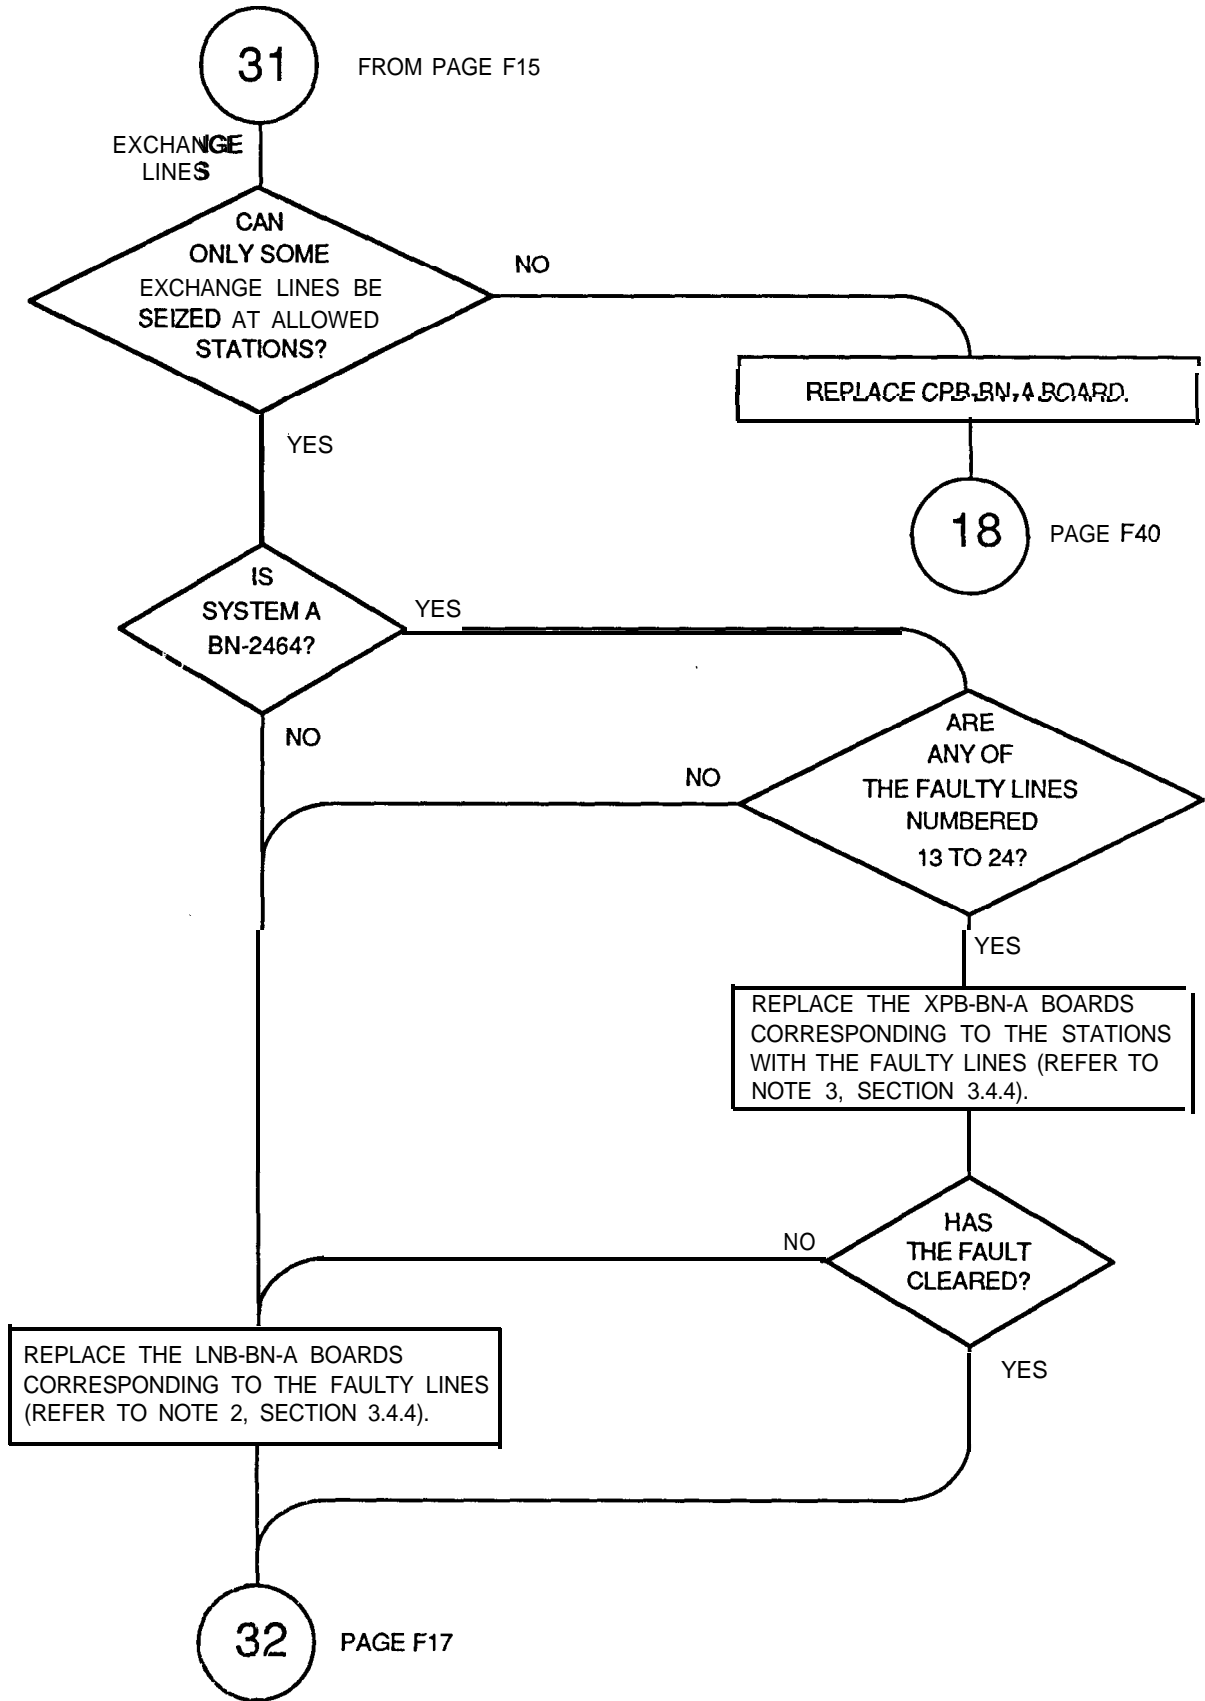 31
FROM PAGE F15
EXCHANGE
LINES
CAN
ONLY SOME
EXCHANGE LINES BE
SEIZED AT ALLOWED
STATIONS?
NO
REPLACE CPB-BN-A BOARD.
YES
18
PAGE F40
IS
SYSTEM A
BN-2464?
YES
NO
ARE
ANY OF
THE FAULTY LINES
NUMBERED
13 TO 24?
NO
YES
REPLACE THE XPB-BN-A BOARDS
CORRESPONDING TO THE STATIONS
WITH THE FAULTY LINES (REFER TO
NOTE 3, SECTION 3.4.4).
HAS
THE FAULT
CLEARED?
NO
YES
REPLACE THE LNB-BN-A BOARDS
CORRESPONDING TO THE FAULTY LINES
(REFER TO NOTE 2, SECTION 3.4.4).
32
PAGE F17